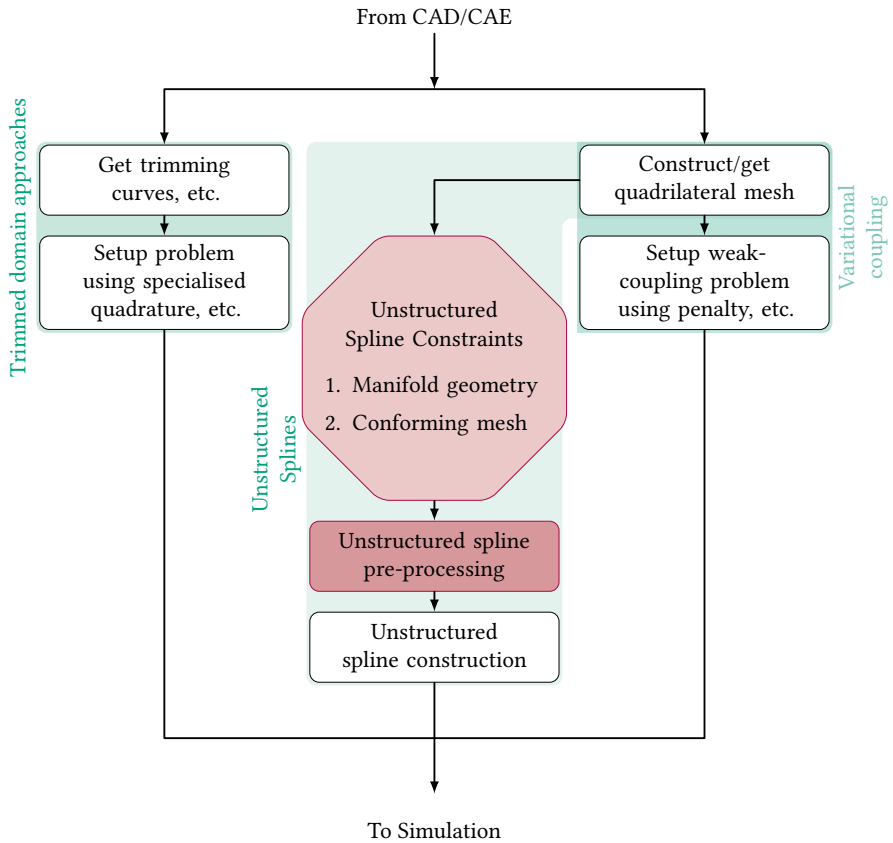 From CAD/CAE
Trimmed domain approaches
Get trimming
curves, etc.
Setup problem
using specialised
quadrature, etc.
Construct/get
quadrilateral mesh
Setup weak-
coupling problem
using penalty, etc.
Variational
coupling
Unstructured
Spline Constraints
1. Manifold geometry
2. Conforming mesh
Unstructured
Splines
Unstructured spline
pre-processing
Unstructured
spline construction
To Simulation